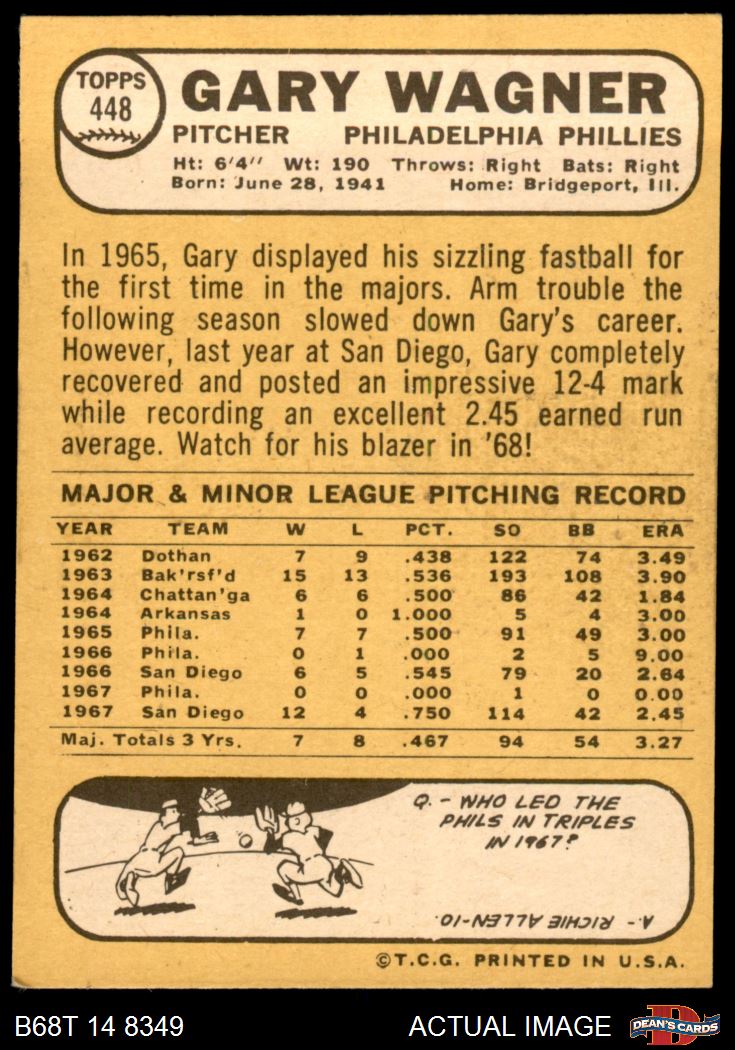 TOPPS
448
GARY WAGNER
PITCHER PHILADELPHIA PHILLIES
Ht: 6'4" Wt: 190 Throws: Right Bats: Right
Born: June 28, 1941 Home: Bridgeport, Ill.
In 1965, Gary displayed his sizzling fastball for
the first time in the majors. Arm trouble the
following season slowed down Gary's career.
However, last year at San Diego, Gary completely
recovered and posted an impressive 12-4 mark
while recording an excellent 2.45 earned run
average. Watch for his blazer in '68!
MAJOR & MINOR LEAGUE PITCHING RECORD
YEAR TEAM W L PCT. SO BB ERA
1962 Dothan 7 9 .438 122 74 3.49
1963 Bak'rsf'd 15 13 .536 193 108 3.90
1964 Chattan'ga 6 6 .500 86 42 1.84
1964 Arkansas 1 0 1.000 5 4 3.00
1965 Phila. 7 7 .500 91 49 3.00
1966 Phila. 0 1 .000 2 5 9.00
1966 San Diego 6 5 .545 79 20 2.64
1967 Phila. 0 0 .000 1 0 0.00
1967 San Diego 12 4 .750 114 42 2.45
Maj. Totals 3 Yrs. 7 8 .467 94 54 3.27
Q. - WHO LED THE
PHILS IN TRIPLES
IN 1967?
A. - RICHIE ALLEN-10
©T.C.G. PRINTED IN U.S.A.
B68T 14 8349 ACTUAL IMAGE
D
DEAN'S CARDS